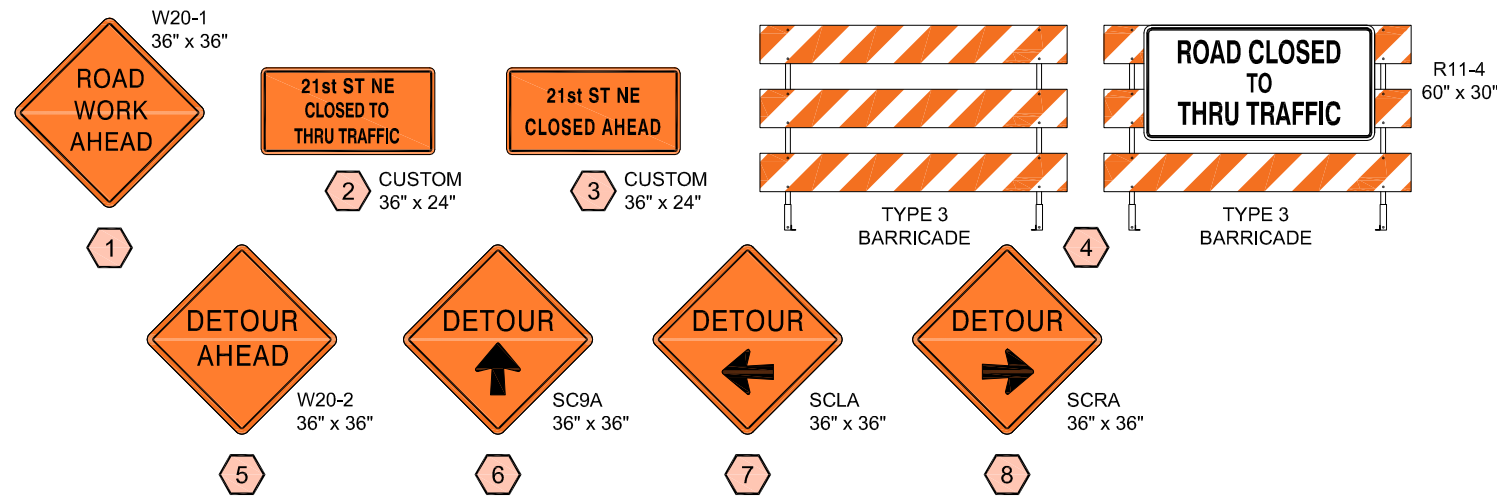 W20-1
36" x 36"
ROAD
WORK
AHEAD
1
21st ST NE
CLOSED TO
THRU TRAFFIC
2
CUSTOM
36" x 24"
21st ST NE
CLOSED AHEAD
3
CUSTOM
36" x 24"
TYPE 3
BARRICADE
ROAD CLOSED
TO
THRU TRAFFIC
R11-4
60" x 30"
TYPE 3
BARRICADE
4
DETOUR
AHEAD
W20-2
36" x 36"
5
DETOUR
SC9A
36" x 36"
6
DETOUR
SCLA
36" x 36"
7
DETOUR
SCRA
36" x 36"
8